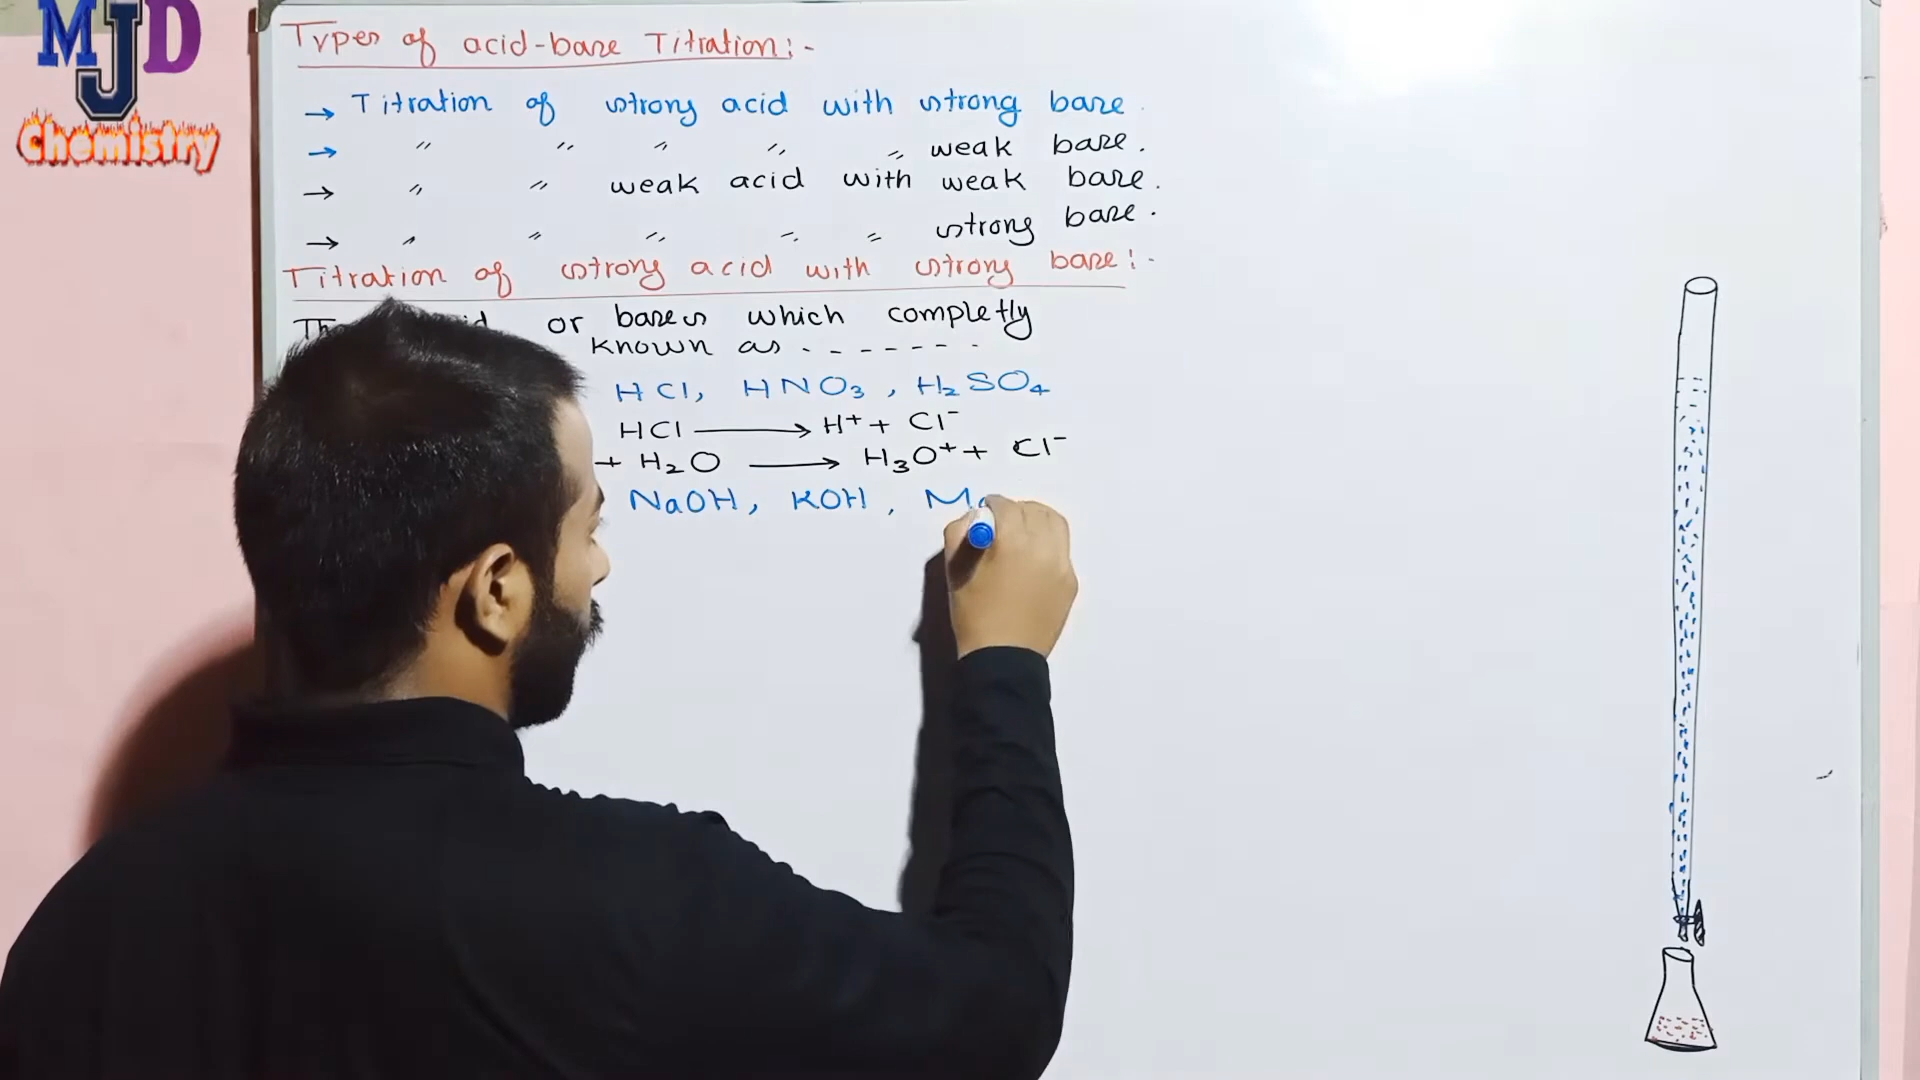 MJD
Chemistry
Types of acid-base Titration:-
→ Titration of strong acid with strong base.
→ " " " " " weak base.
→ " " weak acid with weak base.
→ " " " " " strong base.
Titration of strong acid with strong base:-
or bases which completly
known as - - - - - - -
HCl, HNO₃, H₂SO₄
HCl ⟶ H⁺ + Cl⁻
+ H₂O ⟶ H₃O⁺ + Cl⁻
NaOH, KOH, M